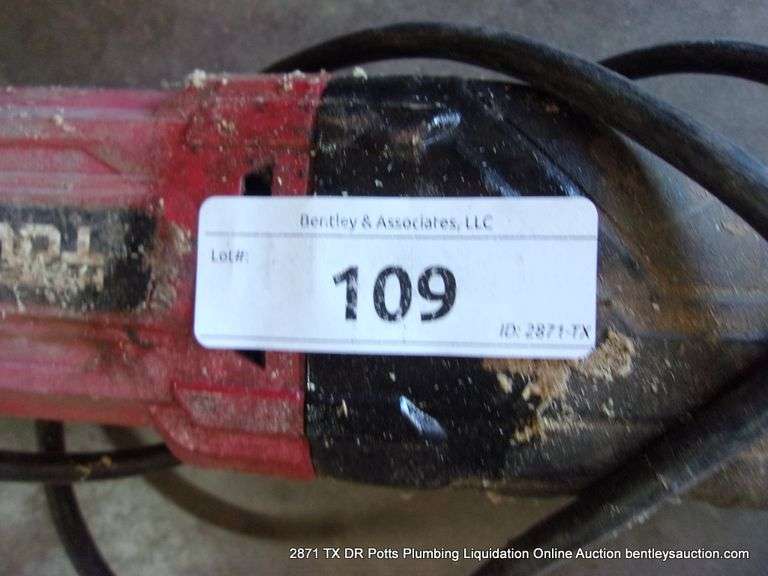 Bentley & Associates, LLC
Lot#:
109
ID: 2871-TX
2871 TX DR Potts Plumbing Liquidation Online Auction bentleysauction.com